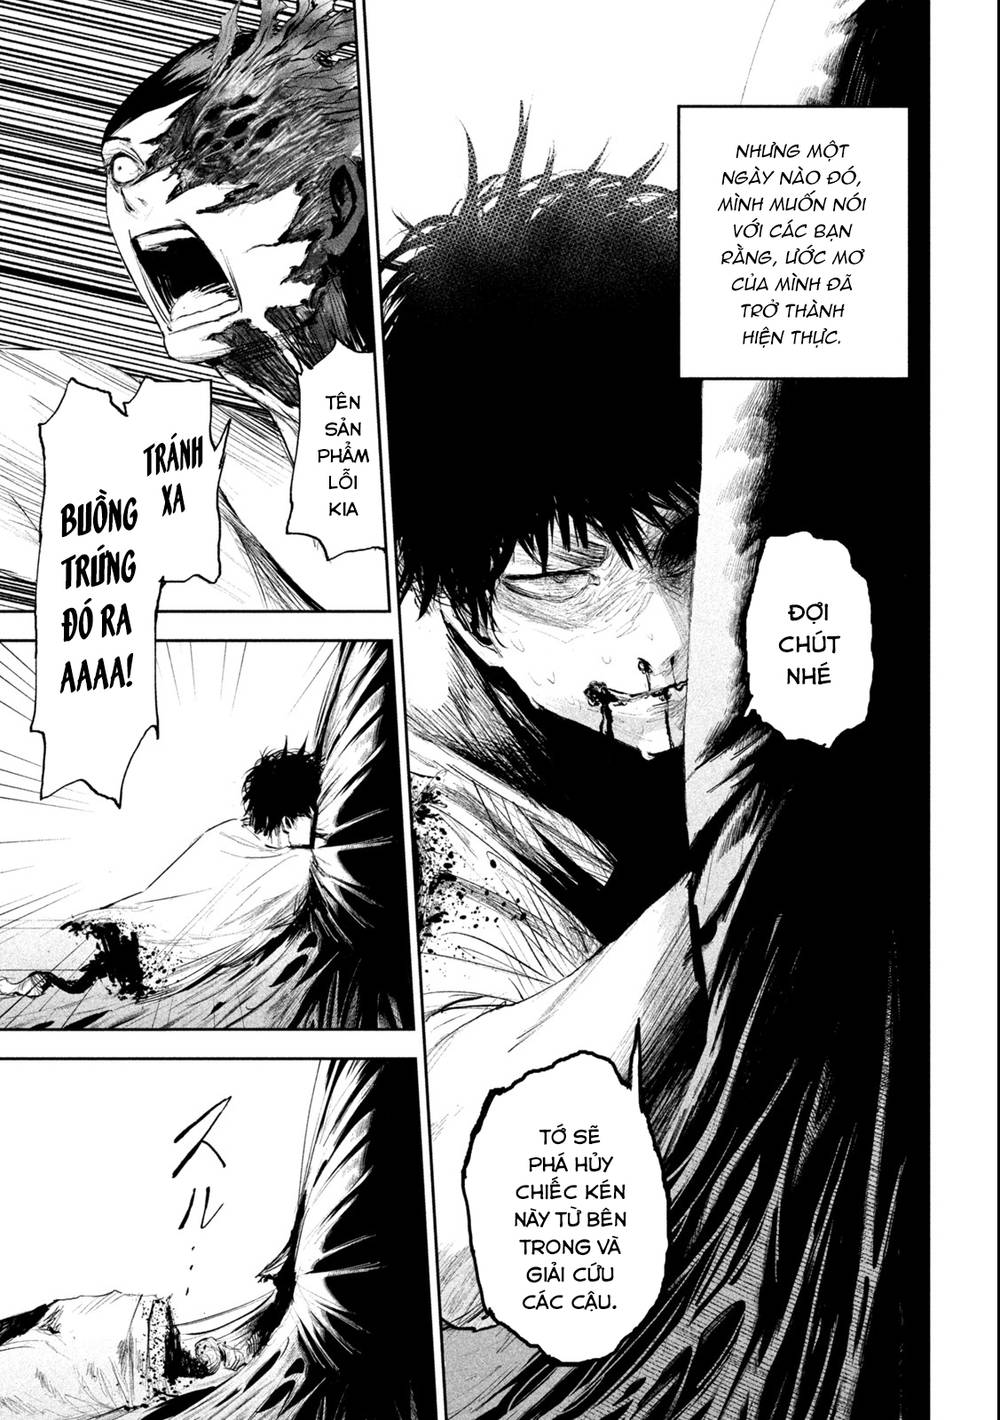 NHƯNG MỘT
NGÀY NÀO ĐÓ,
MÌNH MUỐN NÓI
VỚI CÁC BẠN
RẰNG, ƯỚC MƠ
CỦA MÌNH ĐÃ
TRỞ THÀNH
HIỆN THỰC.
ĐỢI
CHÚT
NHÉ
TỚ SẼ
PHÁ HỦY
CHIẾC KÉN
NÀY TỪ BÊN
TRONG VÀ
GIẢI CỨU
CÁC CẬU.
TÊN
SẢN
PHẨM
LỖI
KIA
TRÁNH
XA
BUỒNG
TRỨNG
ĐÓ RA
AAAA!
スル…